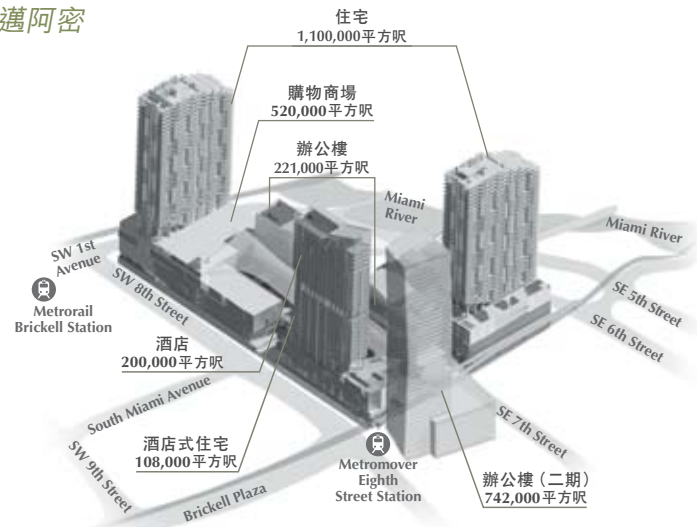 邁阿密
住宅
1,100,000平方呎
購物商場
520,000平方呎
辦公樓
221,000平方呎
Miami
River
Miami River
SW 1st
Avenue
SW 8th Street
Metrorail
Brickell Station
SE 5th Street
SE 6th Street
酒店
200,000平方呎
South Miami Avenue
酒店式住宅
108,000平方呎
SW 9th Street
Brickell Plaza
Metromover
Eighth
Street Station
SE 7th Street
辦公樓（二期）
742,000平方呎